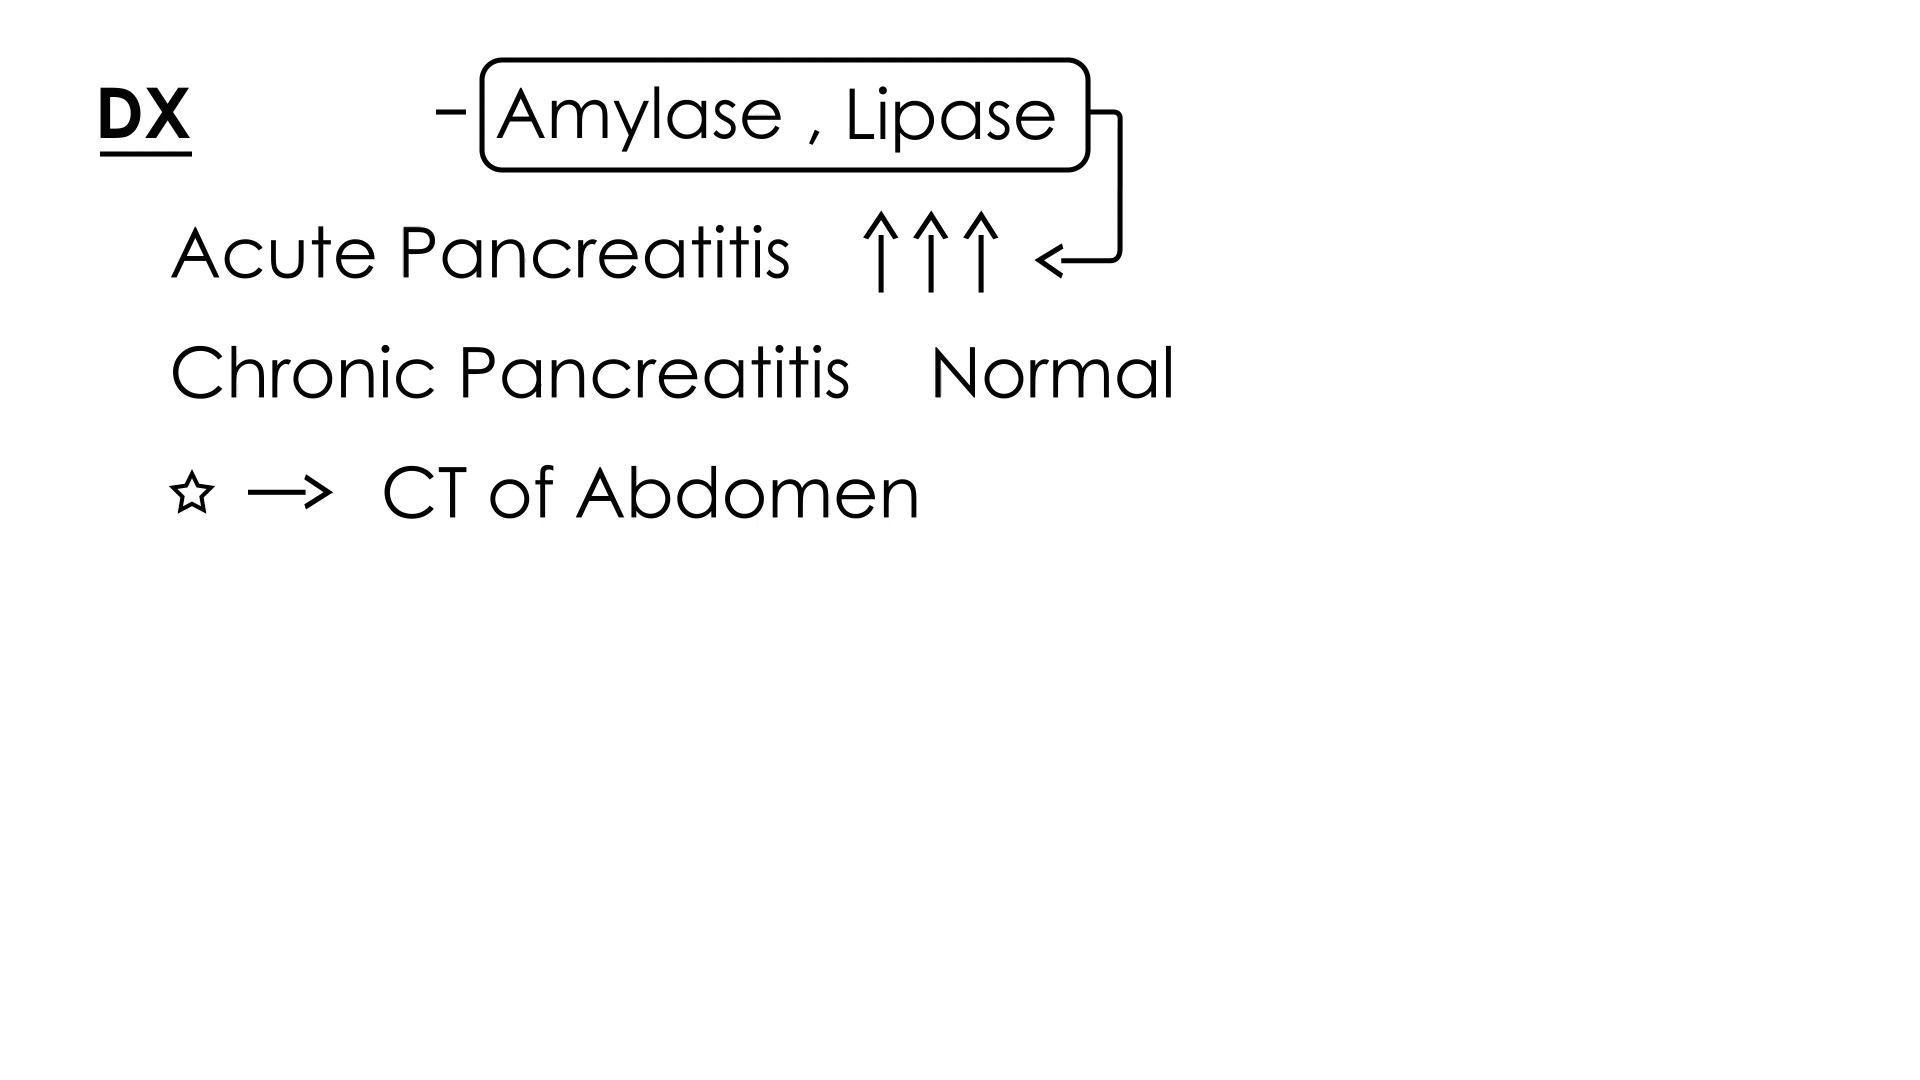 DX - Amylase , Lipase
Acute Pancreatitis ↑ ↑ ↑ ←
Chronic Pancreatitis Normal
☆ → CT of Abdomen